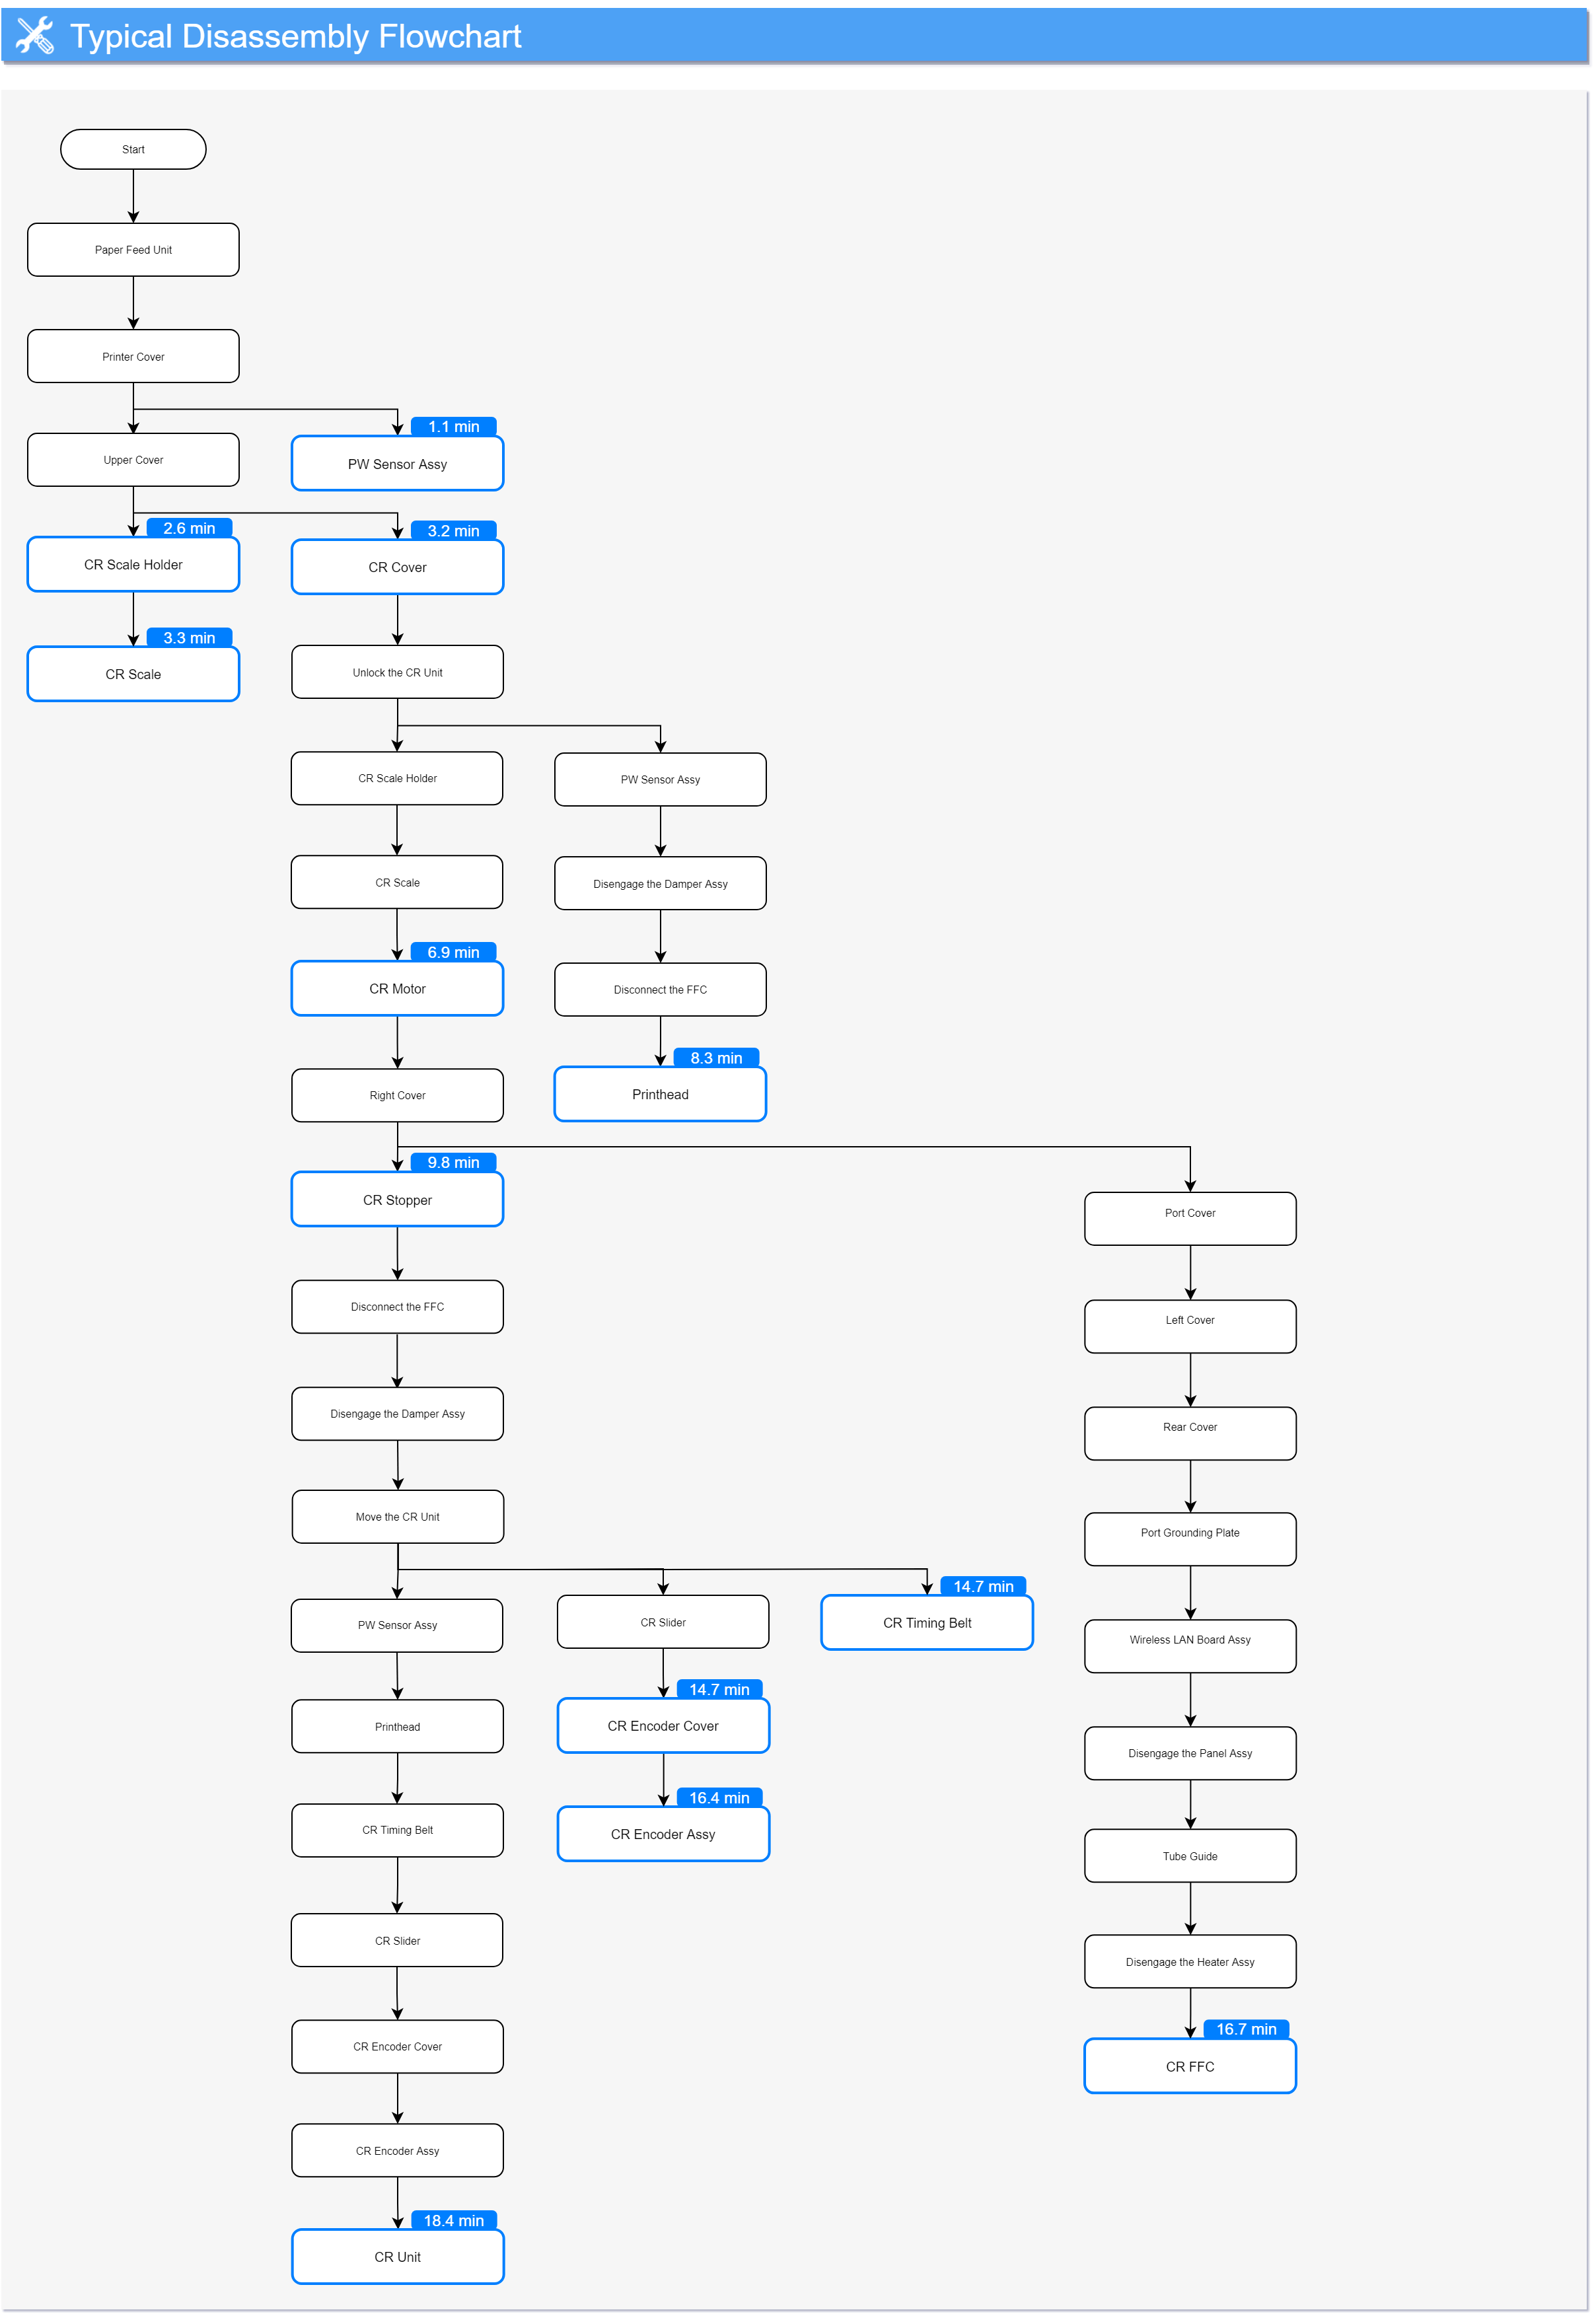 Typical Disassembly Flowchart
Start
Paper Feed Unit
Printer Cover
1.1 min
Upper Cover
PW Sensor Assy
2.6 min
3.2 min
CR Scale Holder
CR Cover
3.3 min
CR Scale
Unlock the CR Unit
CR Scale Holder
PW Sensor Assy
CR Scale
Disengage the Damper Assy
6.9 min
CR Motor
Disconnect the FFC
8.3 min
Right Cover
Printhead
9.8 min
CR Stopper
Port Cover
Disconnect the FFC
Left Cover
Disengage the Damper Assy
Rear Cover
Move the CR Unit
Port Grounding Plate
14.7 min
PW Sensor Assy
CR Slider
CR Timing Belt
Wireless LAN Board Assy
14.7 min
Printhead
CR Encoder Cover
Disengage the Panel Assy
16.4 min
CR Timing Belt
CR Encoder Assy
Tube Guide
CR Slider
Disengage the Heater Assy
16.7 min
CR Encoder Cover
CR FFC
CR Encoder Assy
18.4 min
CR Unit